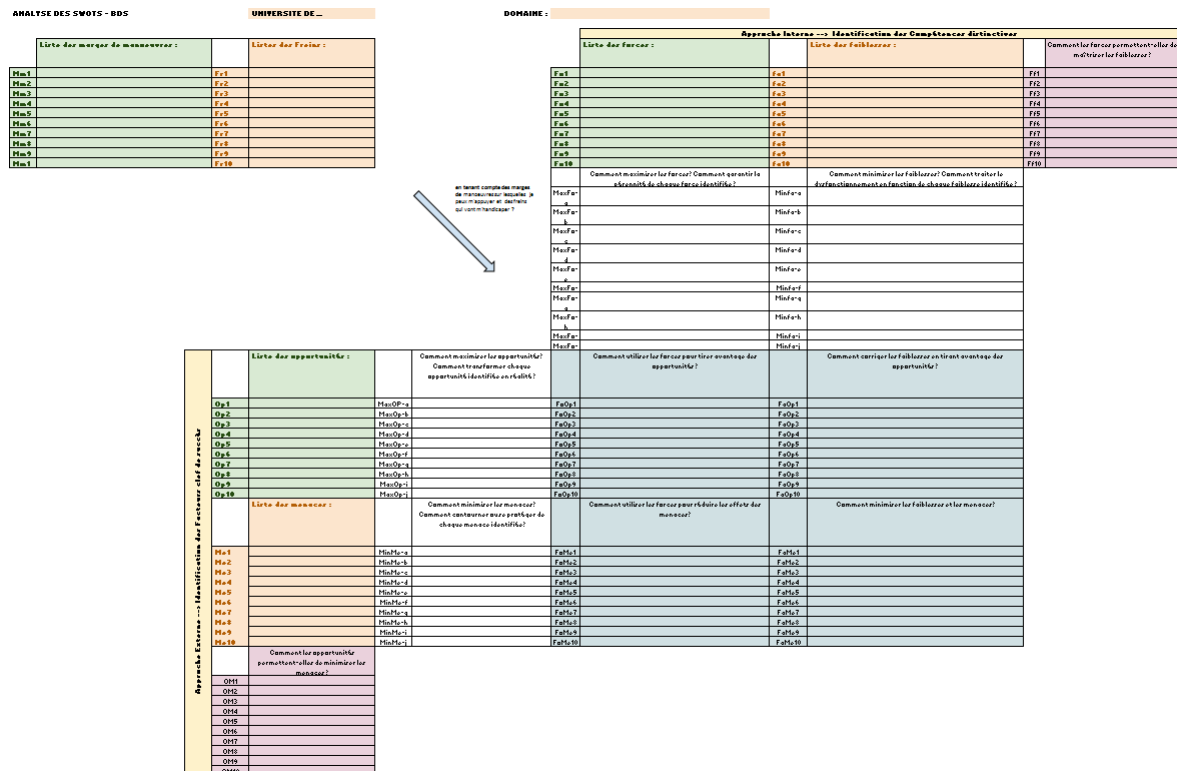 ANALYSE DES SWOTS - BDS
UNIVERSITE DE ...
DOMAINE :
Approche Interne --> Identification des Compétences distinctives
Liste des marges de manoeuvres :
Listes des Freins :
Liste des forces :
Liste des faiblesses :
Comment les forces permettent-elles de
maîtriser les faiblesses ?
Mm1 Fr1 Fo1 fa1 Ff1
Mm2 Fr2 Fo2 fa2 Ff2
Mm3 Fr3 Fo3 fa3 Ff3
Mm4 Fr4 Fo4 fa4 Ff4
Mm5 Fr5 Fo5 fa5 Ff5
Mm6 Fr6 Fo6 fa6 Ff6
Mm7 Fr7 Fo7 fa7 Ff7
Mm8 Fr8 Fo8 fa8 Ff8
Mm9 Fr9 Fo9 fa9 Ff9
Mm1 Fr10 Fo10 fa10 Ff10
Comment maximiser les forces? Comment garantir la
pérennité de chaque force identifiée ?
Comment minimiser les faiblesses? Comment traiter le
dysfonctionnement en fonction de chaque faiblesse identifiée ?
en tenant compte des marges
de manoeuvre sur lesquelles je
peux m'appuyer et des freins
qui vont m'handicaper ?
MaxFo-a Minfa-a
MaxFo-b Minfa-b
MaxFo-c Minfa-c
MaxFo-d Minfa-d
MaxFo-e Minfa-e
MaxFo- Minfa-f
MaxFo-g Minfa-g
MaxFo-h Minfa-h
MaxFo- Minfa-i
MaxFo- Minfa-j
Approche Externe --> Identification des Facteurs clef de succès
Liste des opportunités :
Comment maximiser les opportunités?
Comment transformer chaque
opportunité identifiée en réalité?
Comment utiliser les forces pour tirer avantage des
opportunités?
Comment corriger les faiblesses en tirant avantage des
opportunités?
Op1 MaxOP-a FoOp1 FaOp1
Op2 MaxOp-b FoOp2 FaOp2
Op3 MaxOp-c FoOp3 FaOp3
Op4 MaxOp-d FoOp4 FaOp4
Op5 MaxOp-e FoOp5 FaOp5
Op6 MaxOp-f FoOp6 FaOp6
Op7 MaxOp-g FoOp7 FaOp7
Op8 MaxOp-h FoOp8 FaOp8
Op9 MaxOp-i FoOp9 FaOp9
Op10 MaxOp-j FoOp10 FaOp10
Liste des menaces :
Comment minimiser les menaces?
Comment contourner ou se protéger de
chaque menace identifiée?
Comment utiliser les forces pour réduire les effets des
menaces?
Comment minimiser les faiblesses et les menaces?
Me1 MinMe-a FoMe1 FaMe1
Me2 MinMe-b FoMe2 FaMe2
Me3 MinMe-c FoMe3 FaMe3
Me4 MinMe-d FoMe4 FaMe4
Me5 MinMe-e FoMe5 FaMe5
Me6 MinMe-f FoMe6 FaMe6
Me7 MinMe-g FoMe7 FaMe7
Me8 MinMe-h FoMe8 FaMe8
Me9 MinMe-i FoMe9 FaMe9
Me10 MinMe-j FoMe10 FaMe10
Comment les opportunités
permettent-elles de minimiser les
menaces?
OM1
OM2
OM3
OM4
OM5
OM6
OM7
OM8
OM9
OM10